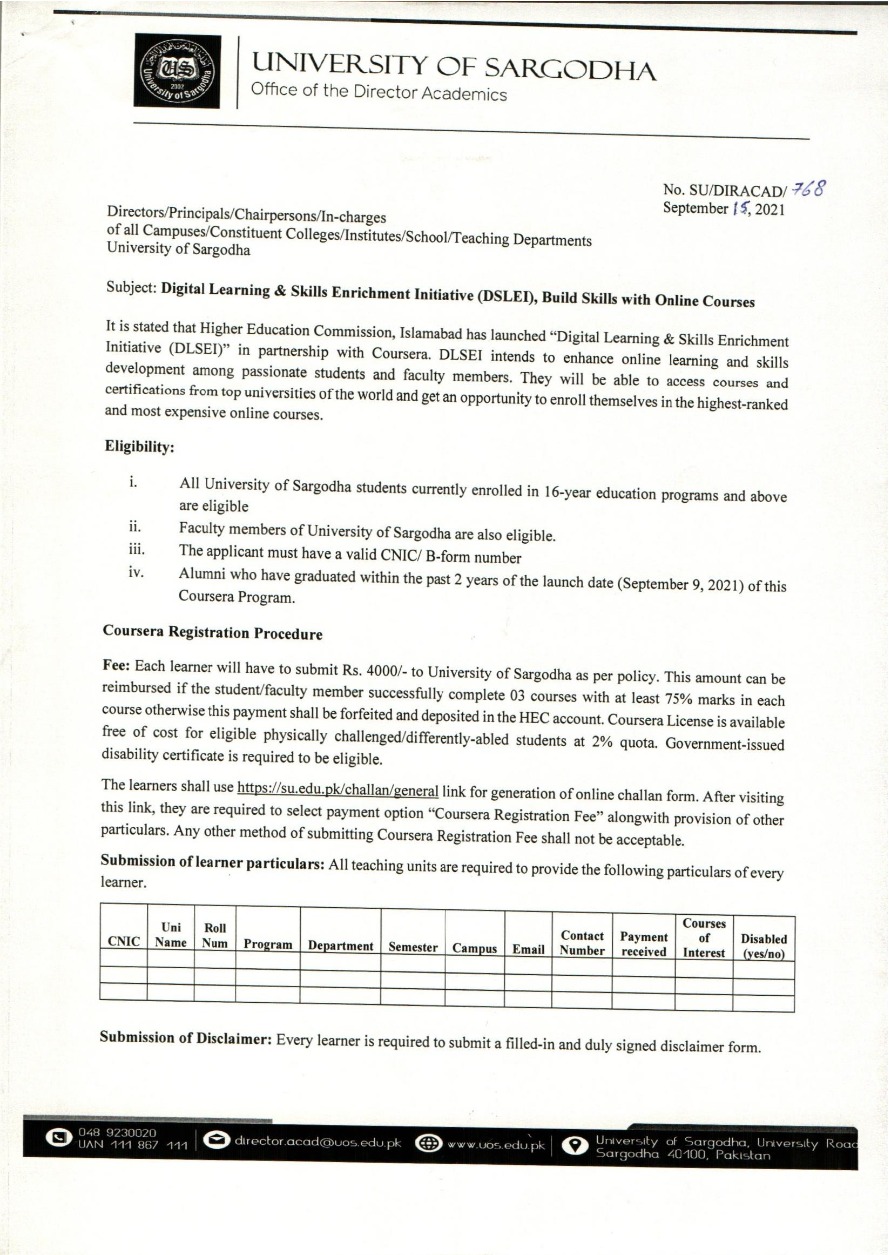 US
2002
University of Sargodha
UNIVERSITY OF SARGODHA
Office of the Director Academics
No. SU/DIRACAD/ 768
September 15, 2021
Directors/Principals/Chairpersons/In-charges
of all Campuses/Constituent Colleges/Institutes/School/Teaching Departments
University of Sargodha
Subject: Digital Learning & Skills Enrichment Initiative (DSLEI), Build Skills with Online Courses
It is stated that Higher Education Commission, Islamabad has launched “Digital Learning & Skills Enrichment
Initiative (DLSEI)” in partnership with Coursera. DLSEI intends to enhance online learning and skills
development among passionate students and faculty members. They will be able to access courses and
certifications from top universities of the world and get an opportunity to enroll themselves in the highest-ranked
and most expensive online courses.
Eligibility:
i. All University of Sargodha students currently enrolled in 16-year education programs and above
are eligible
ii. Faculty members of University of Sargodha are also eligible.
iii. The applicant must have a valid CNIC/ B-form number
iv. Alumni who have graduated within the past 2 years of the launch date (September 9, 2021) of this
Coursera Program.
Coursera Registration Procedure
Fee: Each learner will have to submit Rs. 4000/- to University of Sargodha as per policy. This amount can be
reimbursed if the student/faculty member successfully complete 03 courses with at least 75% marks in each
course otherwise this payment shall be forfeited and deposited in the HEC account. Coursera License is available
free of cost for eligible physically challenged/differently-abled students at 2% quota. Government-issued
disability certificate is required to be eligible.
The learners shall use https://su.edu.pk/challan/general link for generation of online challan form. After visiting
this link, they are required to select payment option “Coursera Registration Fee” alongwith provision of other
particulars. Any other method of submitting Coursera Registration Fee shall not be acceptable.
Submission of learner particulars: All teaching units are required to provide the following particulars of every
learner.
CNIC Uni Name Roll Num Program Department Semester Campus Email Contact Number Payment received Courses of Interest Disabled (yes/no)
Submission of Disclaimer: Every learner is required to submit a filled-in and duly signed disclaimer form.
048 9230020
UAN 111 867 111
director.acad@uos.edu.pk
www.uos.edu.pk
University of Sargodha, University Road
Sargodha 40100, Pakistan